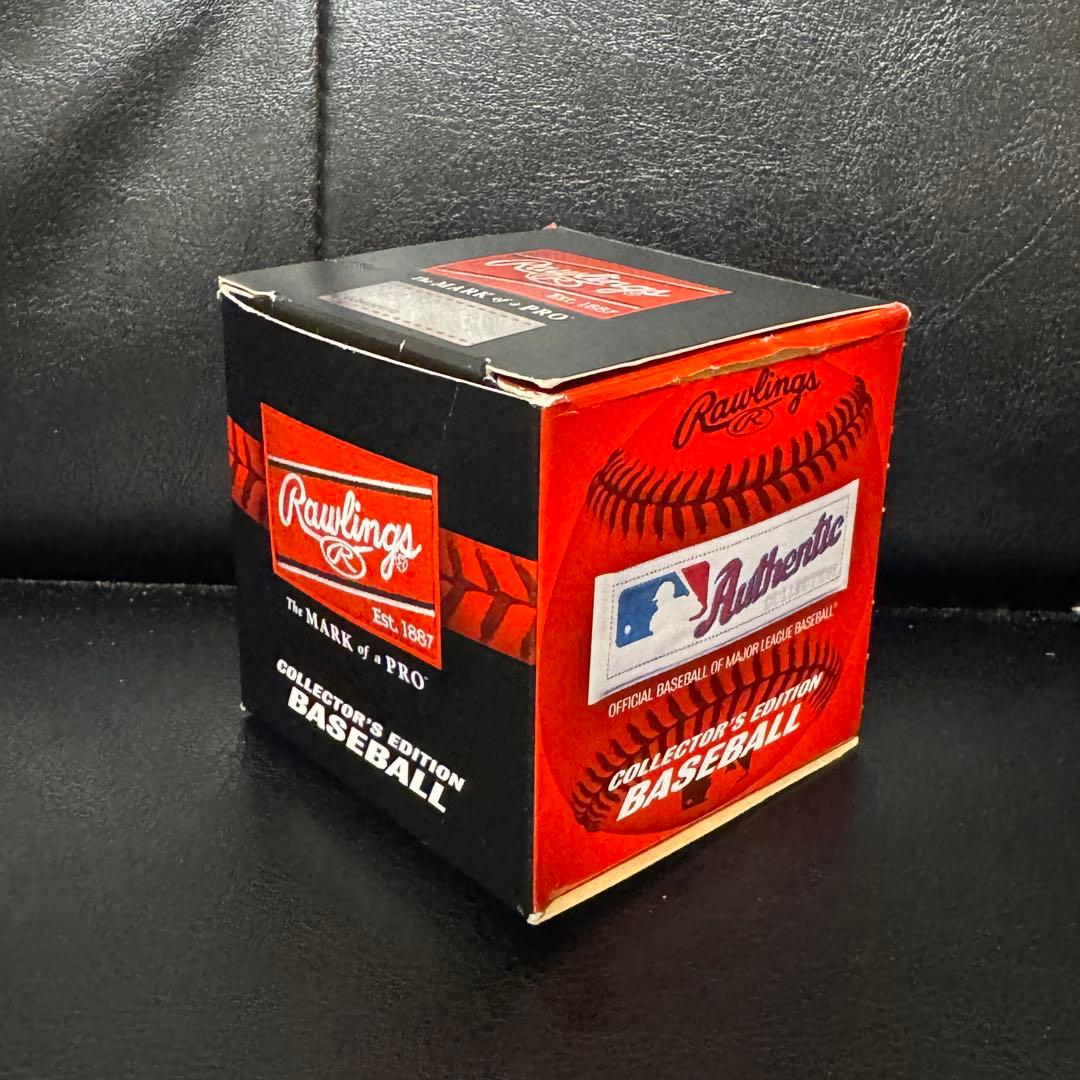 Rawlings
Est. 1887
The MARK of a PRO
Rawlings
R
Est. 1887
The MARK of a PRO
COLLECTOR'S EDITION
BASEBALL
Rawlings
R
Authentic
OFFICIAL BASEBALL OF MAJOR LEAGUE BASEBALL®
COLLECTOR'S EDITION
BASEBALL